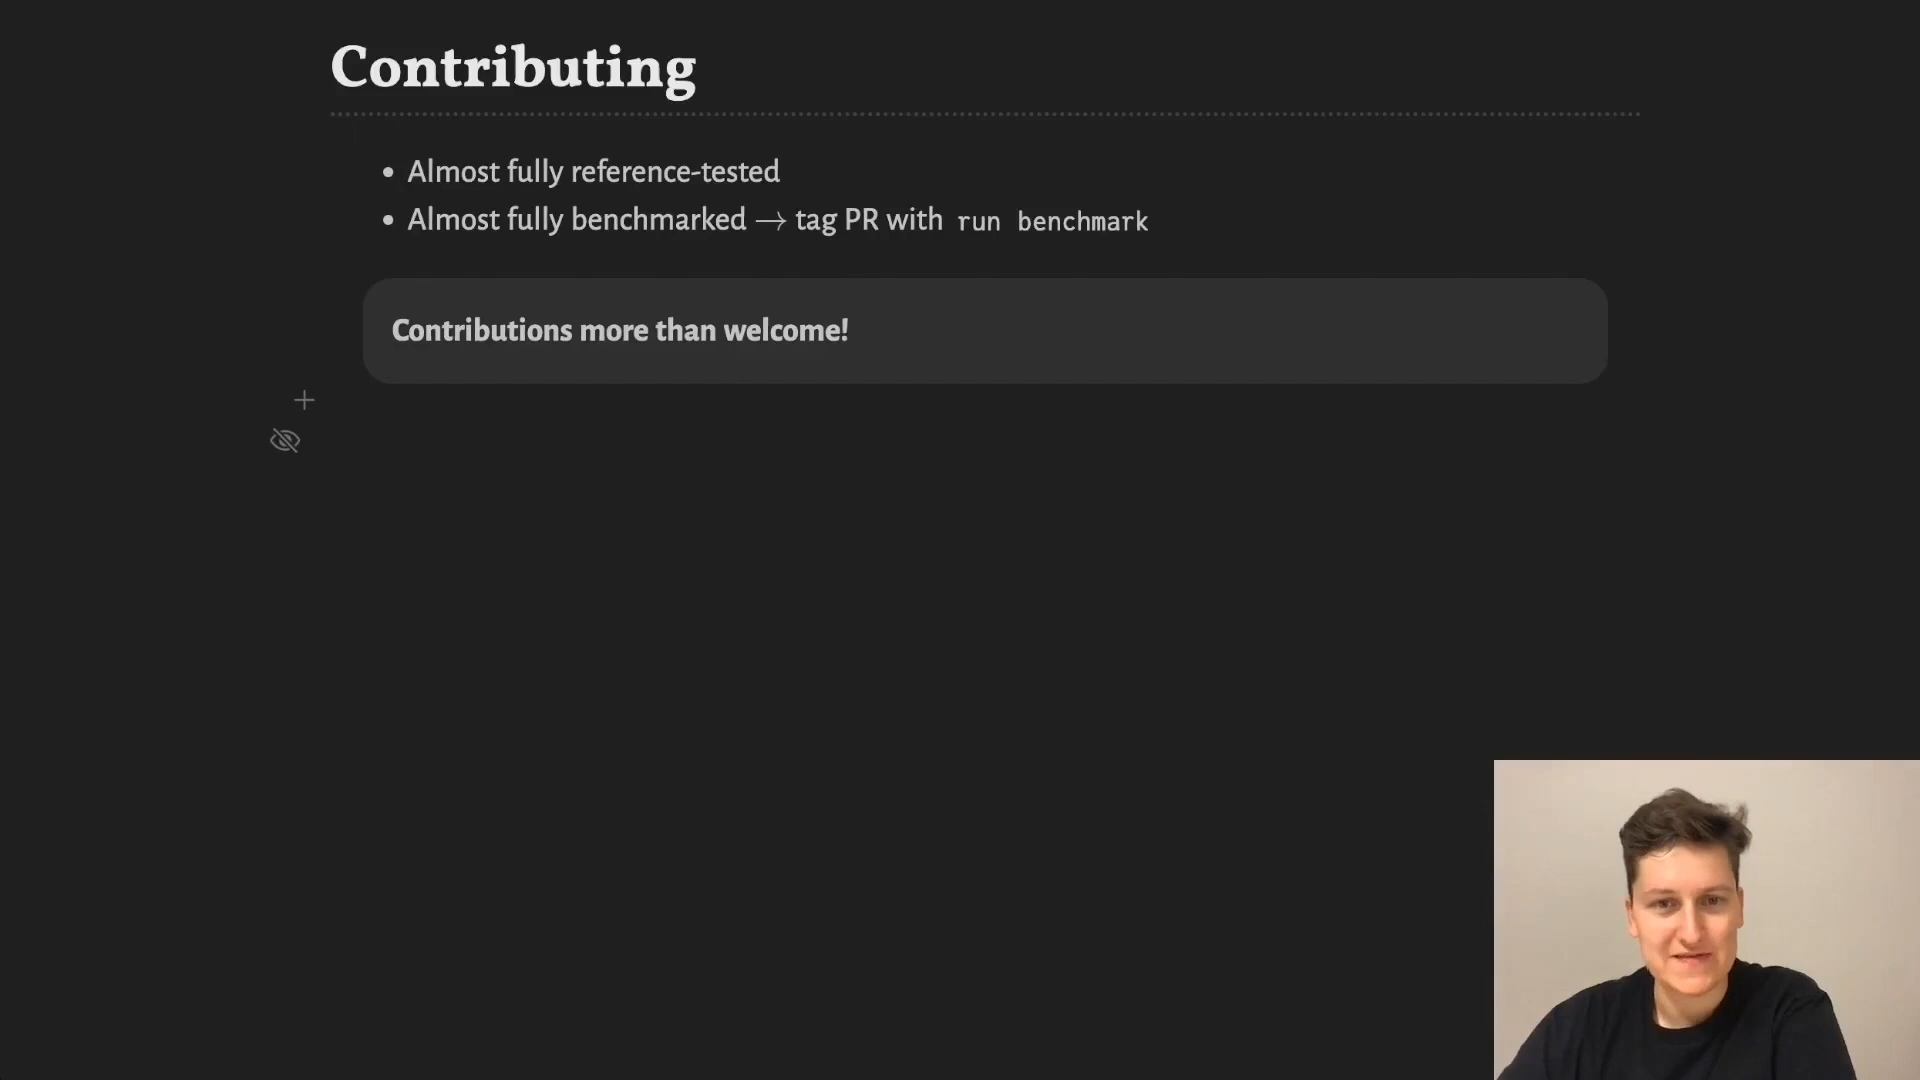 Contributing
Almost fully reference-tested
Almost fully benchmarked → tag PR with run benchmark
Contributions more than welcome!